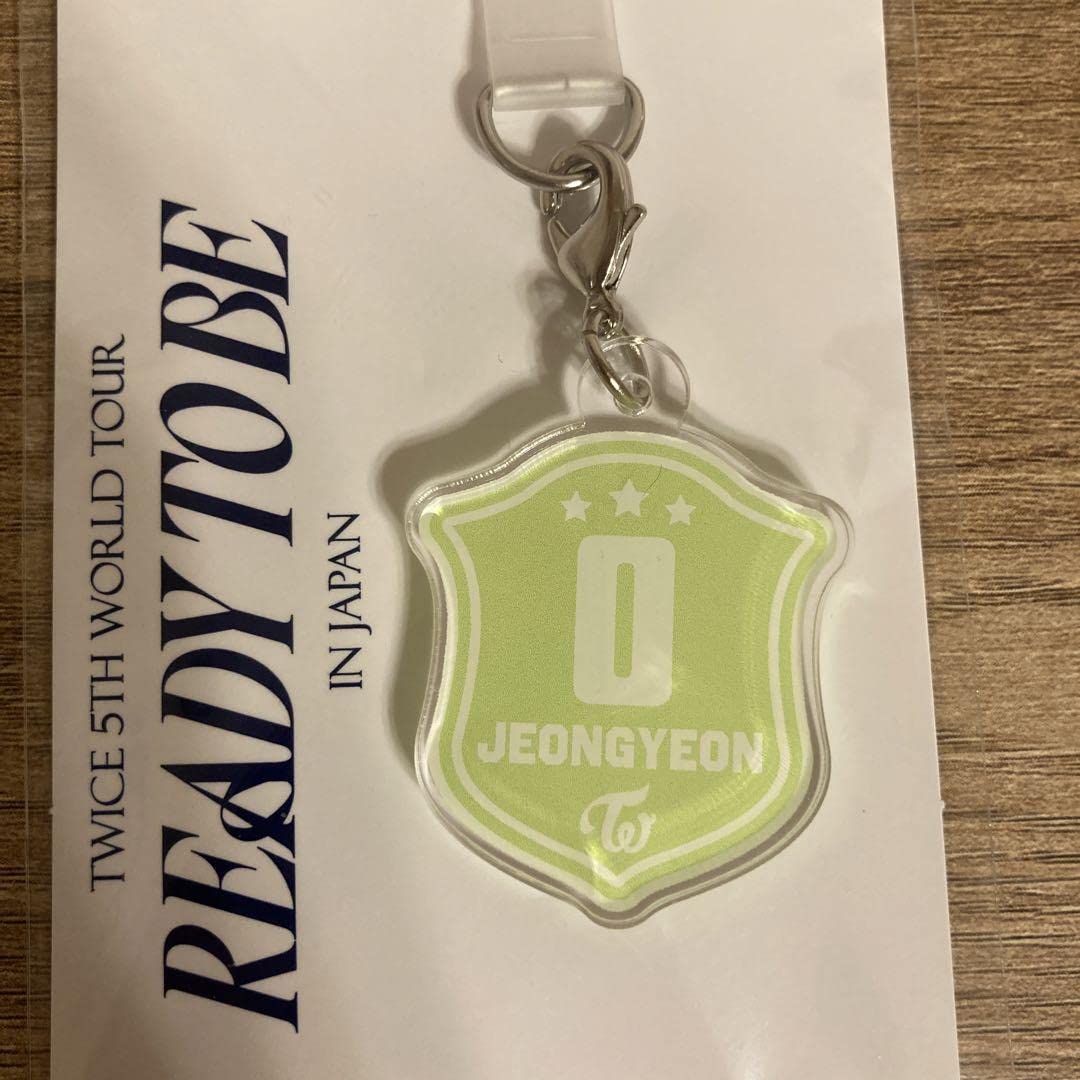 TWICE 5TH WORLD TOUR
READY TO BE
IN JAPAN
0
JEONGYEON
TW